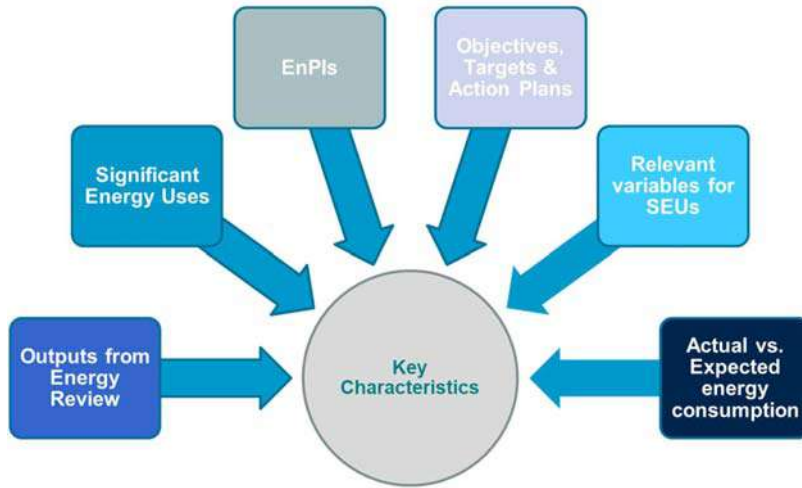 EnPIs
Objectives,
Targets &
Action Plans
Significant
Energy Uses
Relevant
variables for
SEUs
Outputs from
Energy
Review
Key
Characteristics
Actual vs.
Expected
energy
consumption